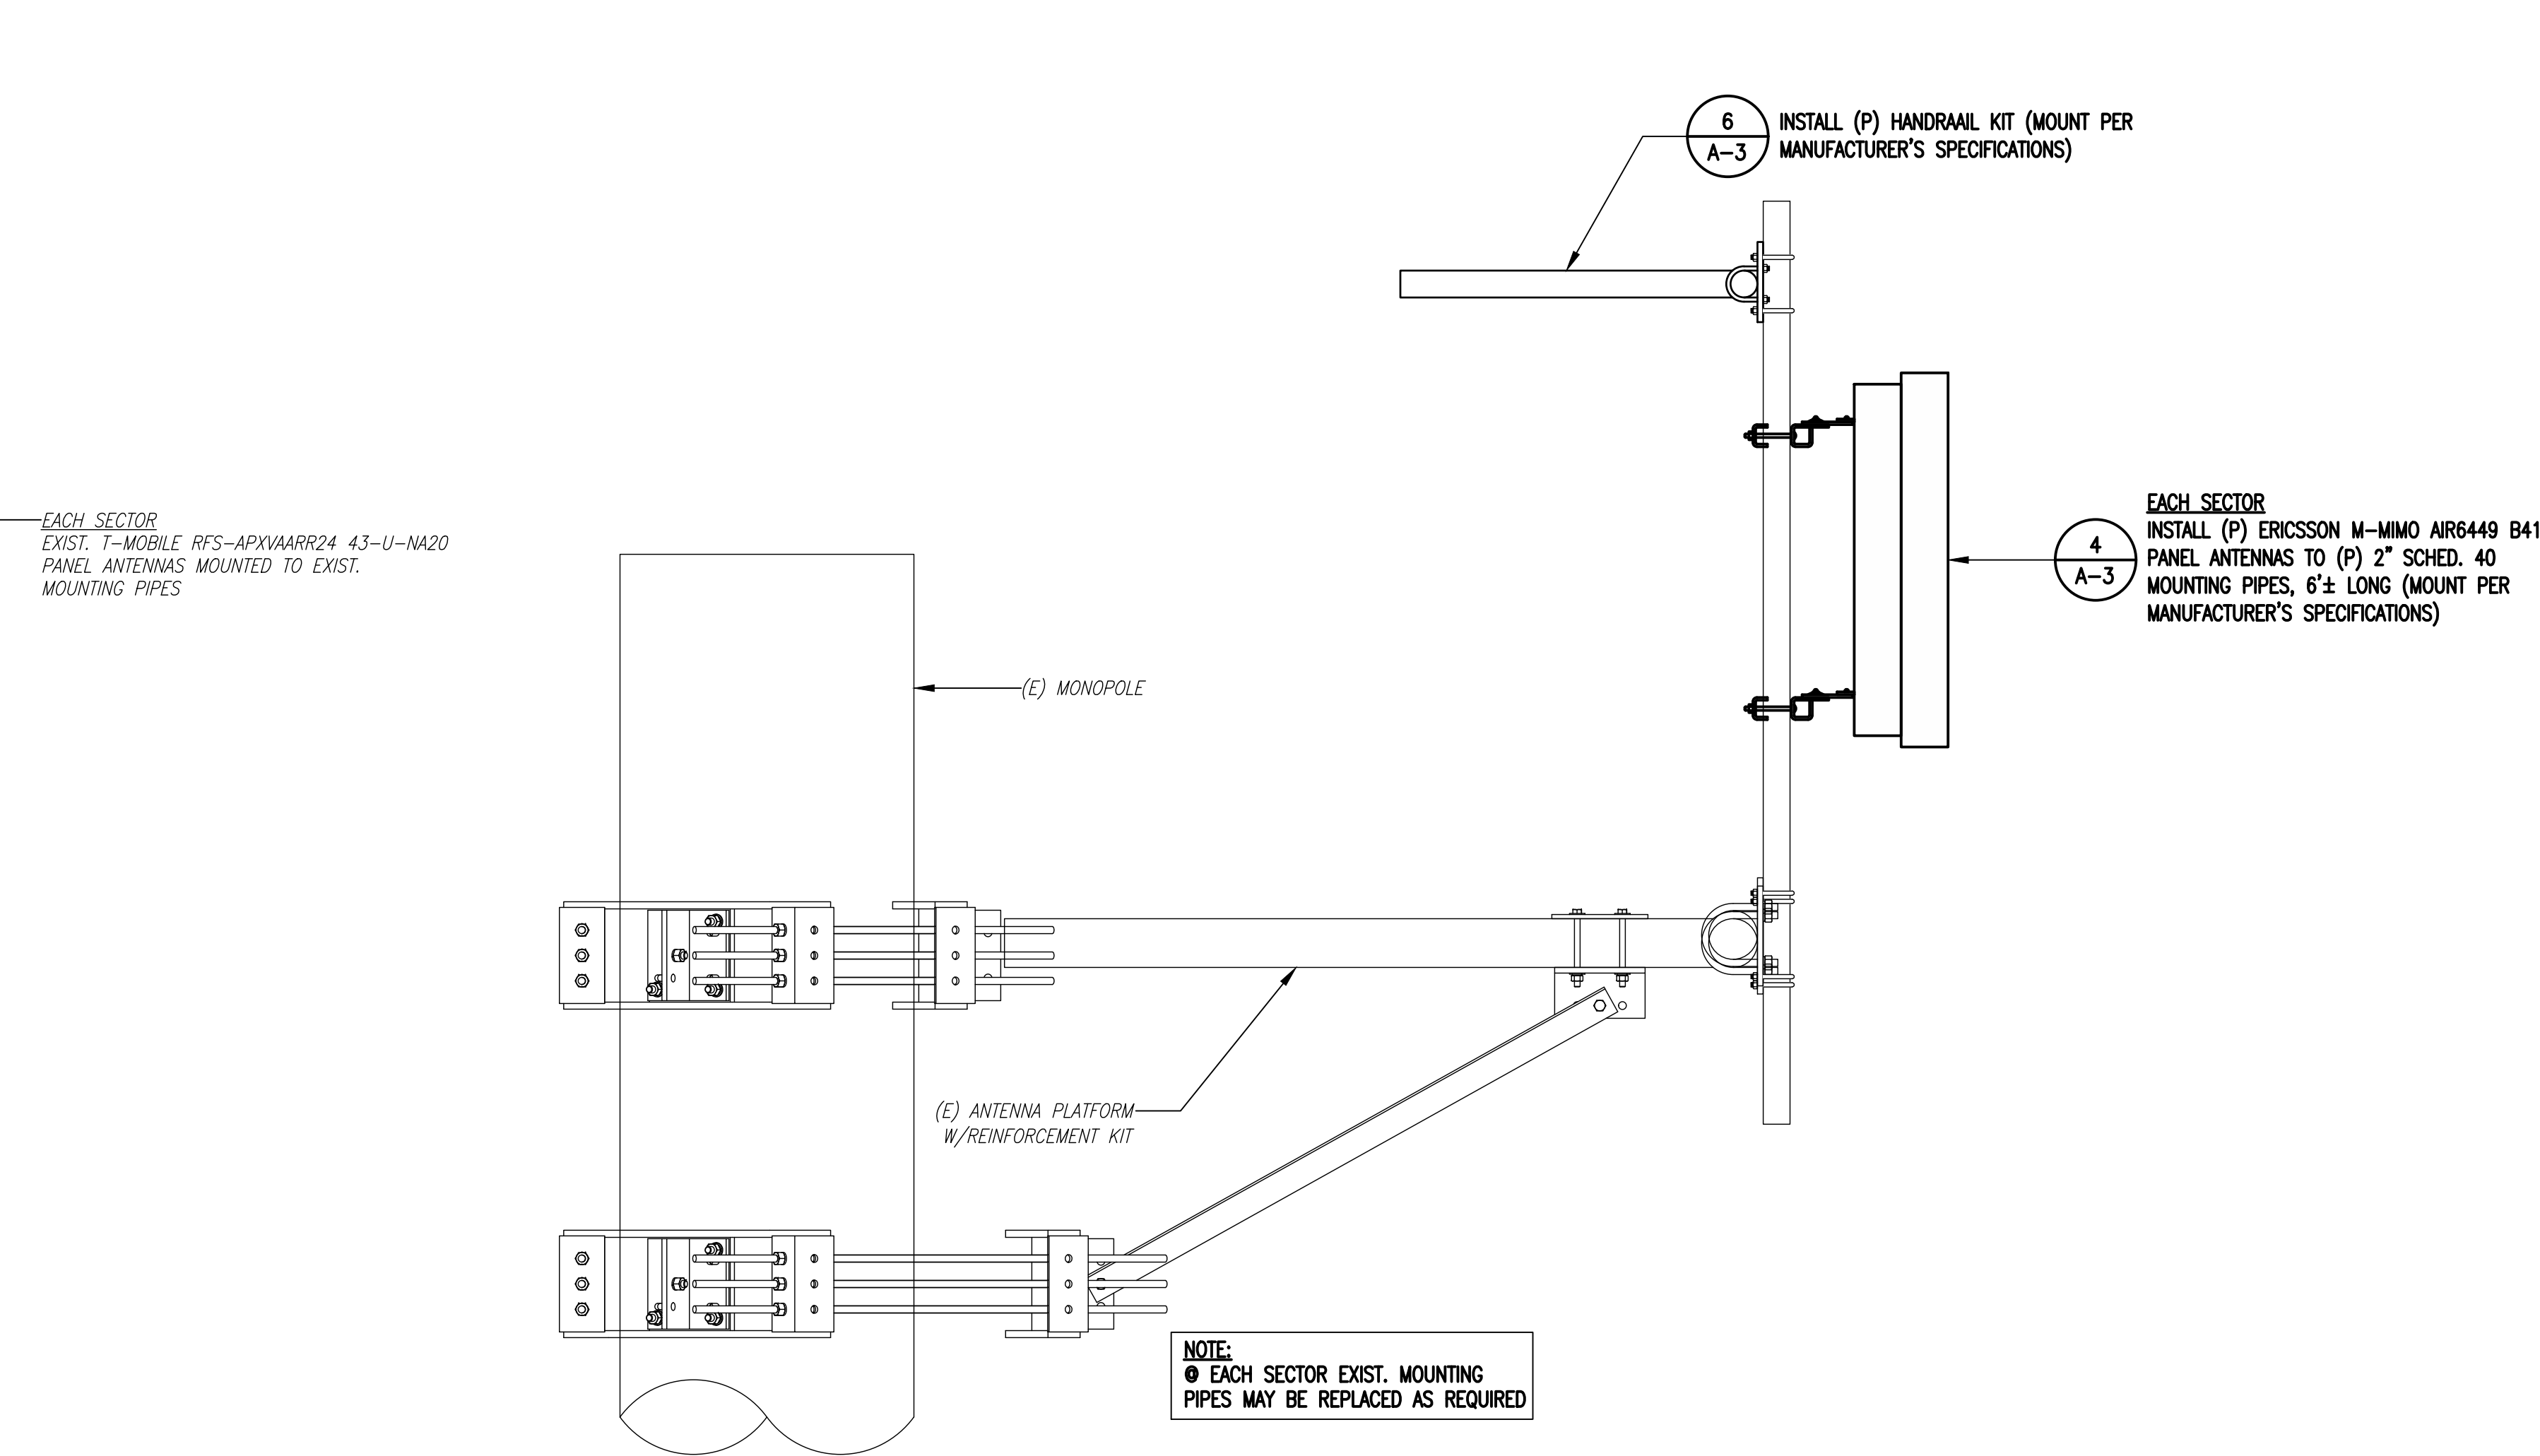 6
A-3
INSTALL (P) HANDRAAIL KIT (MOUNT PER
MANUFACTURER'S SPECIFICATIONS)
EACH SECTOR
EXIST. T-MOBILE RFS-APXVAARR24 43-U-NA20
PANEL ANTENNAS MOUNTED TO EXIST.
MOUNTING PIPES
4
A-3
EACH SECTOR
INSTALL (P) ERICSSON M-MIMO AIR6449 B41
PANEL ANTENNAS TO (P) 2" SCHED. 40
MOUNTING PIPES, 6'± LONG (MOUNT PER
MANUFACTURER'S SPECIFICATIONS)
(E) MONOPOLE
(E) ANTENNA PLATFORM
W/REINFORCEMENT KIT
NOTE:
@ EACH SECTOR EXIST. MOUNTING
PIPES MAY BE REPLACED AS REQUIRED